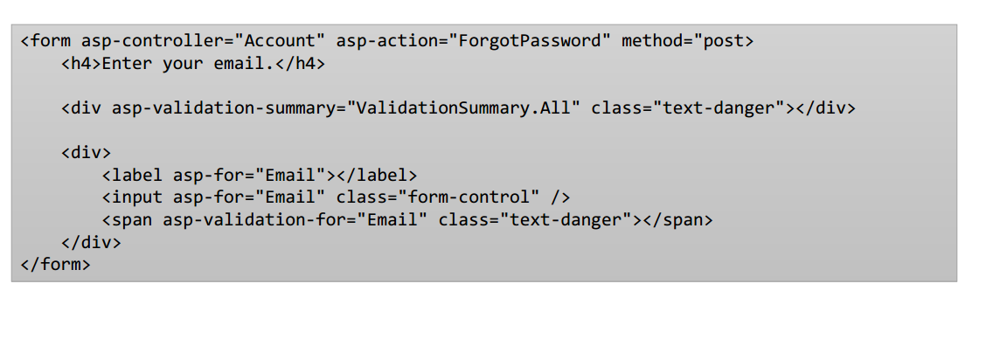 <form asp-controller="Account" asp-action="ForgotPassword" method="post>
    <h4>Enter your email.</h4>

    <div asp-validation-summary="ValidationSummary.All" class="text-danger"></div>

    <div>
        <label asp-for="Email"></label>
        <input asp-for="Email" class="form-control" />
        <span asp-validation-for="Email" class="text-danger"></span>
    </div>
</form>